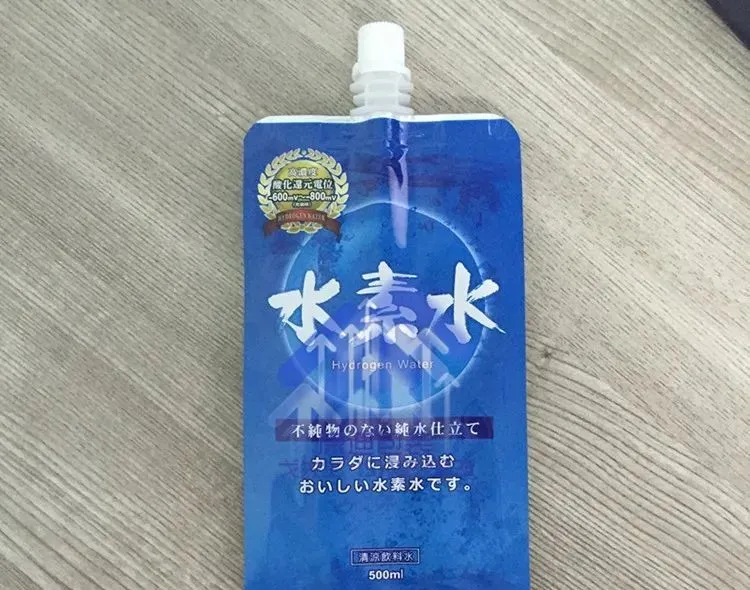 高濃度
酸化還元電位
-600mV〜-800mV
HYDROGEN WATER
水素水
Hydrogen Water
不純物のない純水仕立て
カラダに浸み込む
おいしい水素水です。
清涼飲料水
500ml